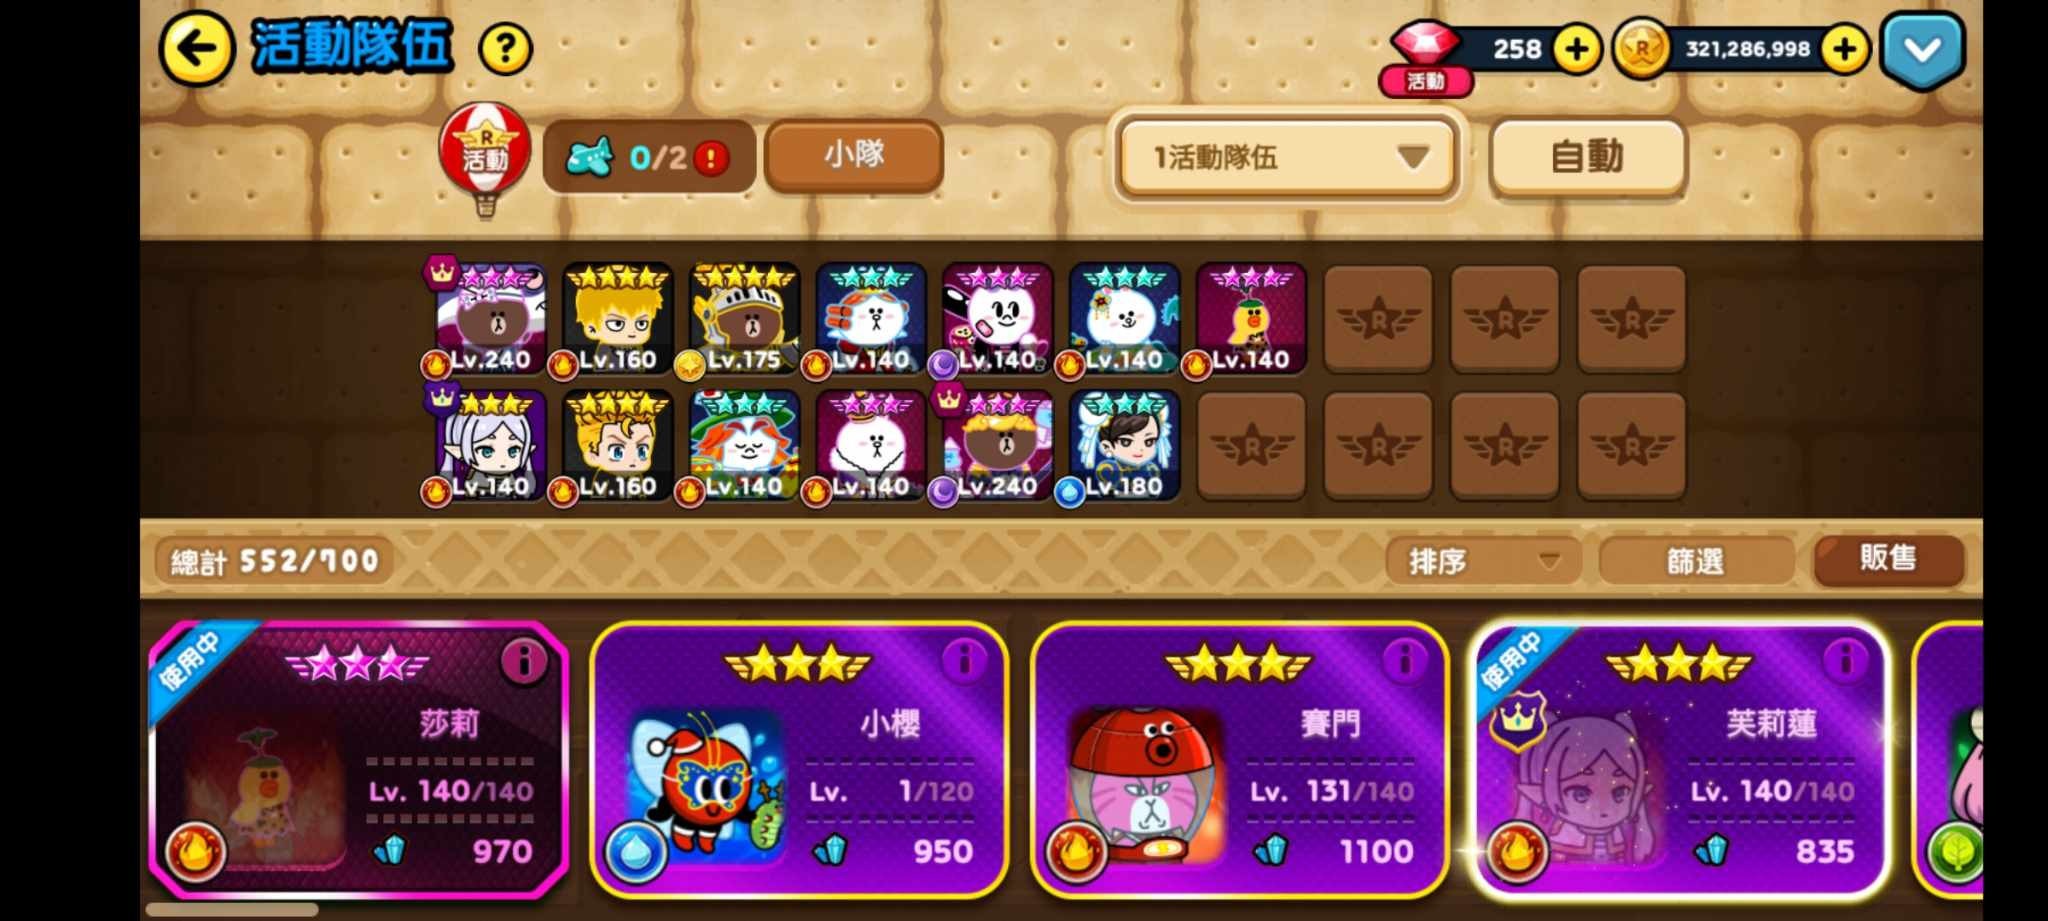 活動隊伍 ?
258
活動
321,286,998
R
活動
0/2 !
小隊
1活動隊伍
自動
Lv.240 Lv.160 Lv.175 Lv.140 Lv.140 Lv.140 Lv.140 R R R
Lv.140 Lv.160 Lv.140 Lv.140 Lv.240 Lv.180 R R R R
總計 552/700
排序
篩選
販售
使用中
莎莉
Lv. 140/140
970
小櫻
Lv. 1/120
950
賽門
Lv. 131/140
1100
使用中
芙莉蓮
Lv. 140/140
835